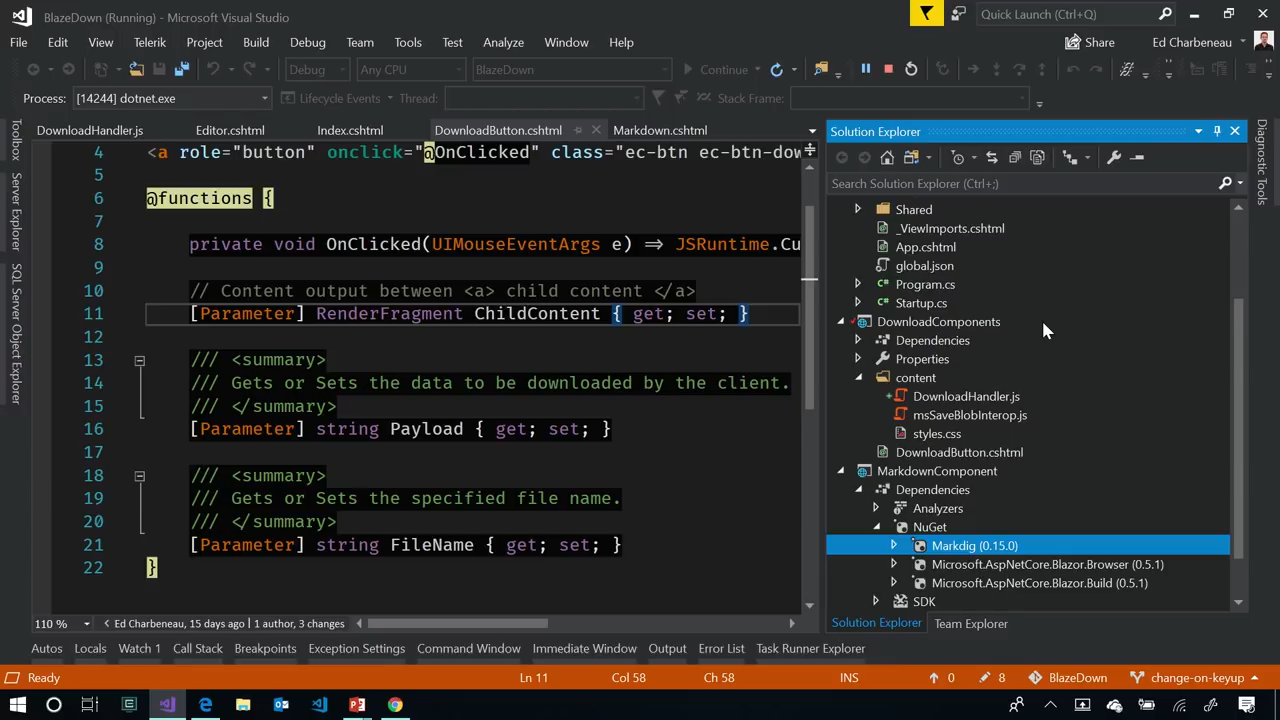 BlazeDown (Running) - Microsoft Visual Studio
Quick Launch (Ctrl+Q)
File Edit View Telerik Project Build Debug Team Tools Test Analyze Window Help
Share
Ed Charbeneau
Debug Any CPU BlazeDown Continue
Process: [14244] dotnet.exe Lifecycle Events Thread: Stack Frame:
DownloadHandler.js Editor.cshtml Index.cshtml DownloadButton.cshtml Markdown.cshtml
Toolbox
Server Explorer
SQL Server Object Explorer
4 <a role="button" onclick="@OnClicked" class="ec-btn ec-btn-dow
5
6 @functions {
7
8 private void OnClicked(UIMouseEventArgs e) => JSRuntime.Cu
9
10 // Content output between <a> child content </a>
11 [Parameter] RenderFragment ChildContent { get; set; }
12
13 /// <summary>
14 /// Gets or Sets the data to be downloaded by the client.
15 /// </summary>
16 [Parameter] string Payload { get; set; }
17
18 /// <summary>
19 /// Gets or Sets the specified file name.
20 /// </summary>
21 [Parameter] string FileName { get; set; }
22 }
110 % Ed Charbeneau, 15 days ago | 1 author, 3 changes
Solution Explorer
Search Solution Explorer (Ctrl+;)
Shared
_ViewImports.cshtml
App.cshtml
global.json
Program.cs
Startup.cs
DownloadComponents
Dependencies
Properties
content
DownloadHandler.js
msSaveBlobInterop.js
styles.css
DownloadButton.cshtml
MarkdownComponent
Dependencies
Analyzers
NuGet
Markdig (0.15.0)
Microsoft.AspNetCore.Blazor.Browser (0.5.1)
Microsoft.AspNetCore.Blazor.Build (0.5.1)
SDK
Solution Explorer Team Explorer
Diagnostic Tools
Autos Locals Watch 1 Call Stack Breakpoints Exception Settings Command Window Immediate Window Output Error List Task Runner Explorer
Ready Ln 11 Col 58 Ch 58 INS 0 8 BlazeDown change-on-keyup